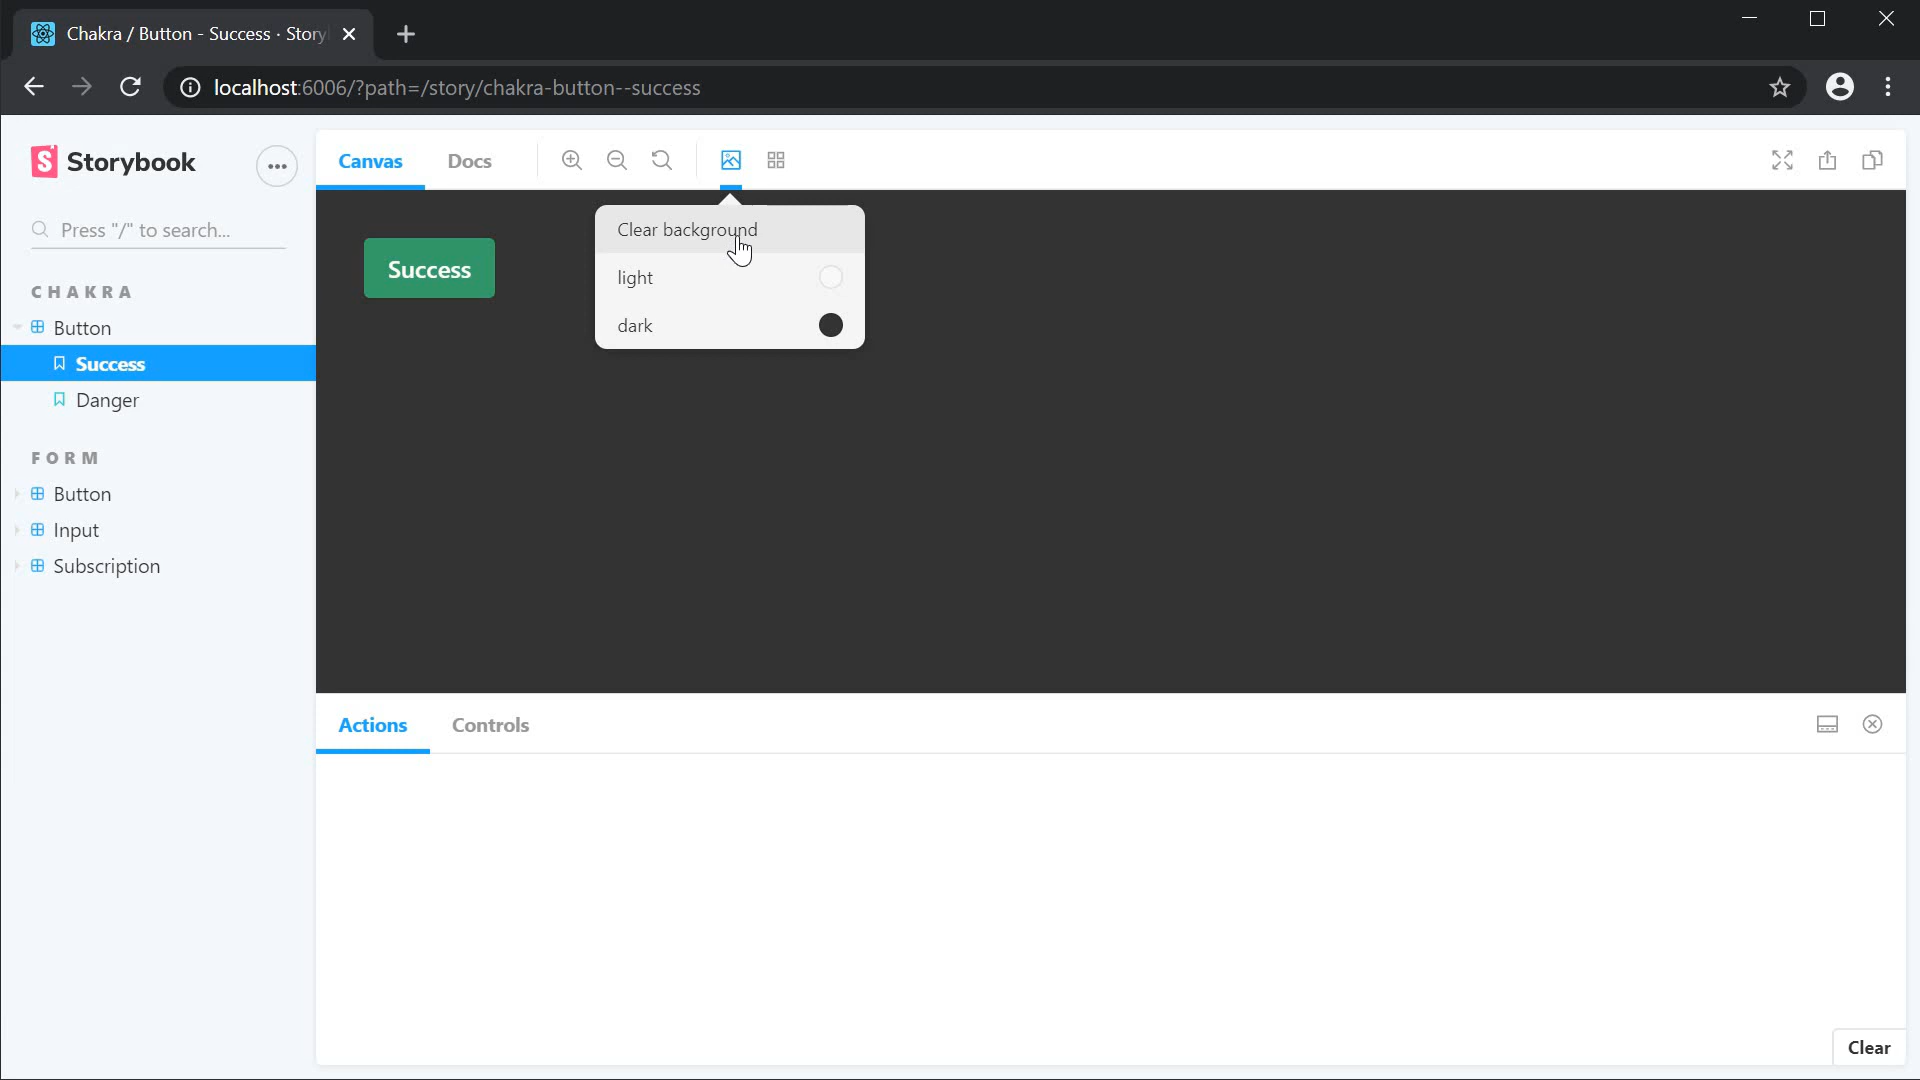 Chakra / Button - Success · Story
localhost:6006/?path=/story/chakra-button--success
Storybook
Canvas
Docs
Press "/" to search...
CHAKRA
Button
Success
Danger
FORM
Button
Input
Subscription
Success
Clear background
light
dark
Actions
Controls
Clear